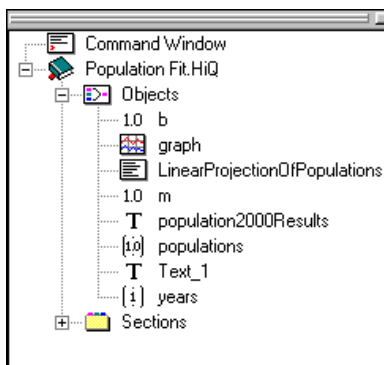 Command Window
Population Fit.HiQ
Objects
1.0 b
graph
LinearProjectionOfPopulations
1.0 m
T population2000Results
[1.0] populations
T Text_1
[i] years
Sections